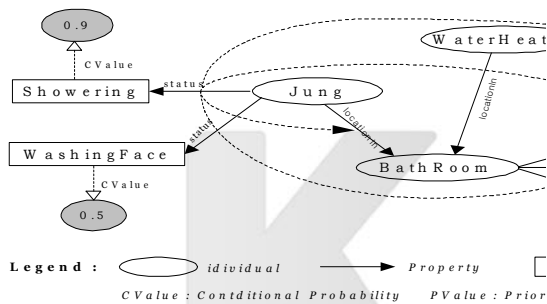 0.9
CValue
WaterHeat
Showering
status
Jung
locationIn
locationIn
status
WashingFace
BathRoom
CValue
0.5
Legend : idividual Property
CValue : Contditional Probability PValue : Prior